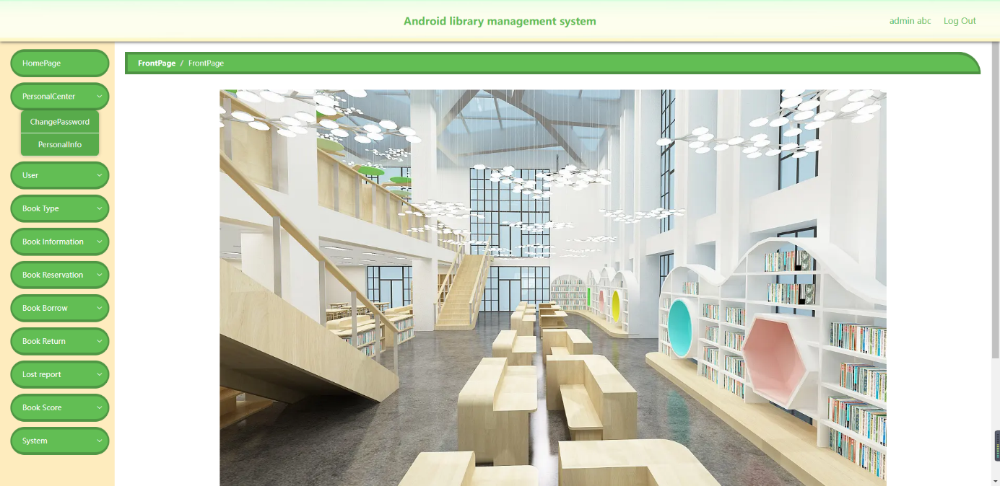 Android library management system
admin abc Log Out
HomePage
FrontPage / FrontPage
PersonalCenter
ChangePassword
PersonalInfo
User
Book Type
Book Information
Book Reservation
Book Borrow
Book Return
Lost report
Book Score
System